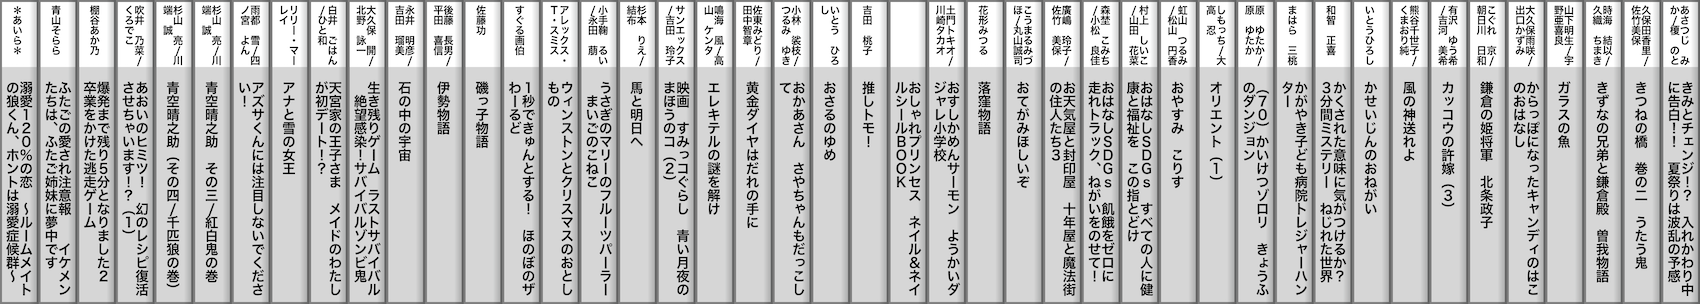 あさつじ みか/榎 のと
きみとチェンジ!? 入れかわり中に告白!! 夏祭りは波乱の予感
久保田香里/佐竹美保
きつねの橋 巻の二 うたう鬼
時海 結以/久織 ちまき
きずなの兄弟と鎌倉殿 曽我物語
山下明生/宇野亜喜良
ガラスの魚
大久保雨咲/出口かずみ
からっぽになったキャンディのはこのおはなし
こぐれ 京/朝日川 日和
鎌倉の姫将軍 北条政子
有沢 ゆう希/吉河 美希
カッコウの許嫁(3)
熊谷千世子/くまおり純
風の神送れよ
いとうひろし
かせいじんのおねがい
和智 正喜
かくされた意味に気がつけるか?3分間ミステリー ねじれた世界
まはら 三桃
かがやき子ども病院トレジャーハンター
原 ゆたか/原 ゆたか
(70)かいけつゾロリ きょうふのダンジョン
しもっち/大高 忍
オリエント(1)
虹山 つるみ/松山 円香
おやすみ こりす
村上 しいこ/山田 花菜
おはなしSDGs すべての人に健康と福祉を この指とどけ
森埜 こみち/小松 良佳
おはなしSDGs 飢餓をゼロに 走れトラック、ねがいをのせて!
廣嶋 玲子/佐竹 美保
お天気屋と封印屋 十年屋と魔法街の住人たち3
こうまるみづほ/丸山誠司
おてがみほしいぞ
花形みつる
落窪物語
土門トキオ/川崎タカオ
おすしかめんサーモン ようかいダジャレ小学校
おしゃれプリンセス ネイル&ネイルシールBOOK
吉田 桃子
推しトモ!
いとう ひろし
おさるのゆめ
小林 裟枝/つつみ ゆき
おかあさん さやちゃんもだっこして
佐東みどり/田中智章
黄金ダイヤはだれの手に
鳴海 風/高山 ケンタ
エレキテルの謎を解け
サンエックス/吉田 玲子
映画 すみっコぐらし 青い月夜のまほうのコ(2)
杉本 りえ/結布
馬と明日へ
小手鞠 るい/永田 萠
うさぎのマリーのフルーツパーラー まいごのこねこ
アレックス・T・スミス
ウィンストンとクリスマスのおとしもの
すぐる画伯
1秒できゅんとする! ほのぼのザわーるど
佐藤功
磯っ子物語
後藤 長男/平田 喜信
伊勢物語
永井 明彦/吉田 瑠美
石の中の宇宙
大久保 開/北野 詠一
生き残りゲーム ラストサバイバル 絶望感染!サバイバルゾンビ鬼
白井 ごはん/ひと和
天宮家の王子さま メイドのわたしが初デート!?
リリー・マーレイ
アナと雪の女王
雨都 雪/四ノ宮 よん
アズサくんには注目しないでください!
杉山 亮/川端 誠
青空晴之助 その三/紅白鬼の巻
杉山 亮/川端 誠
青空晴之助(その四/千匹狼の巻)
吹井 乃菜/くろでこ
あおいのヒミツ! 幻のレシピ復活させちゃいます!?(1)
棚谷あか乃
爆発まで残り5分となりました2 卒業をかけた逃走ゲーム
青山そらら
ふたごの愛され注意報 イケメンたちは、ふたご姉妹に夢中です
*あいら*
溺愛120%の恋 ～ルームメイトの狼くん、ホントは溺愛症候群～